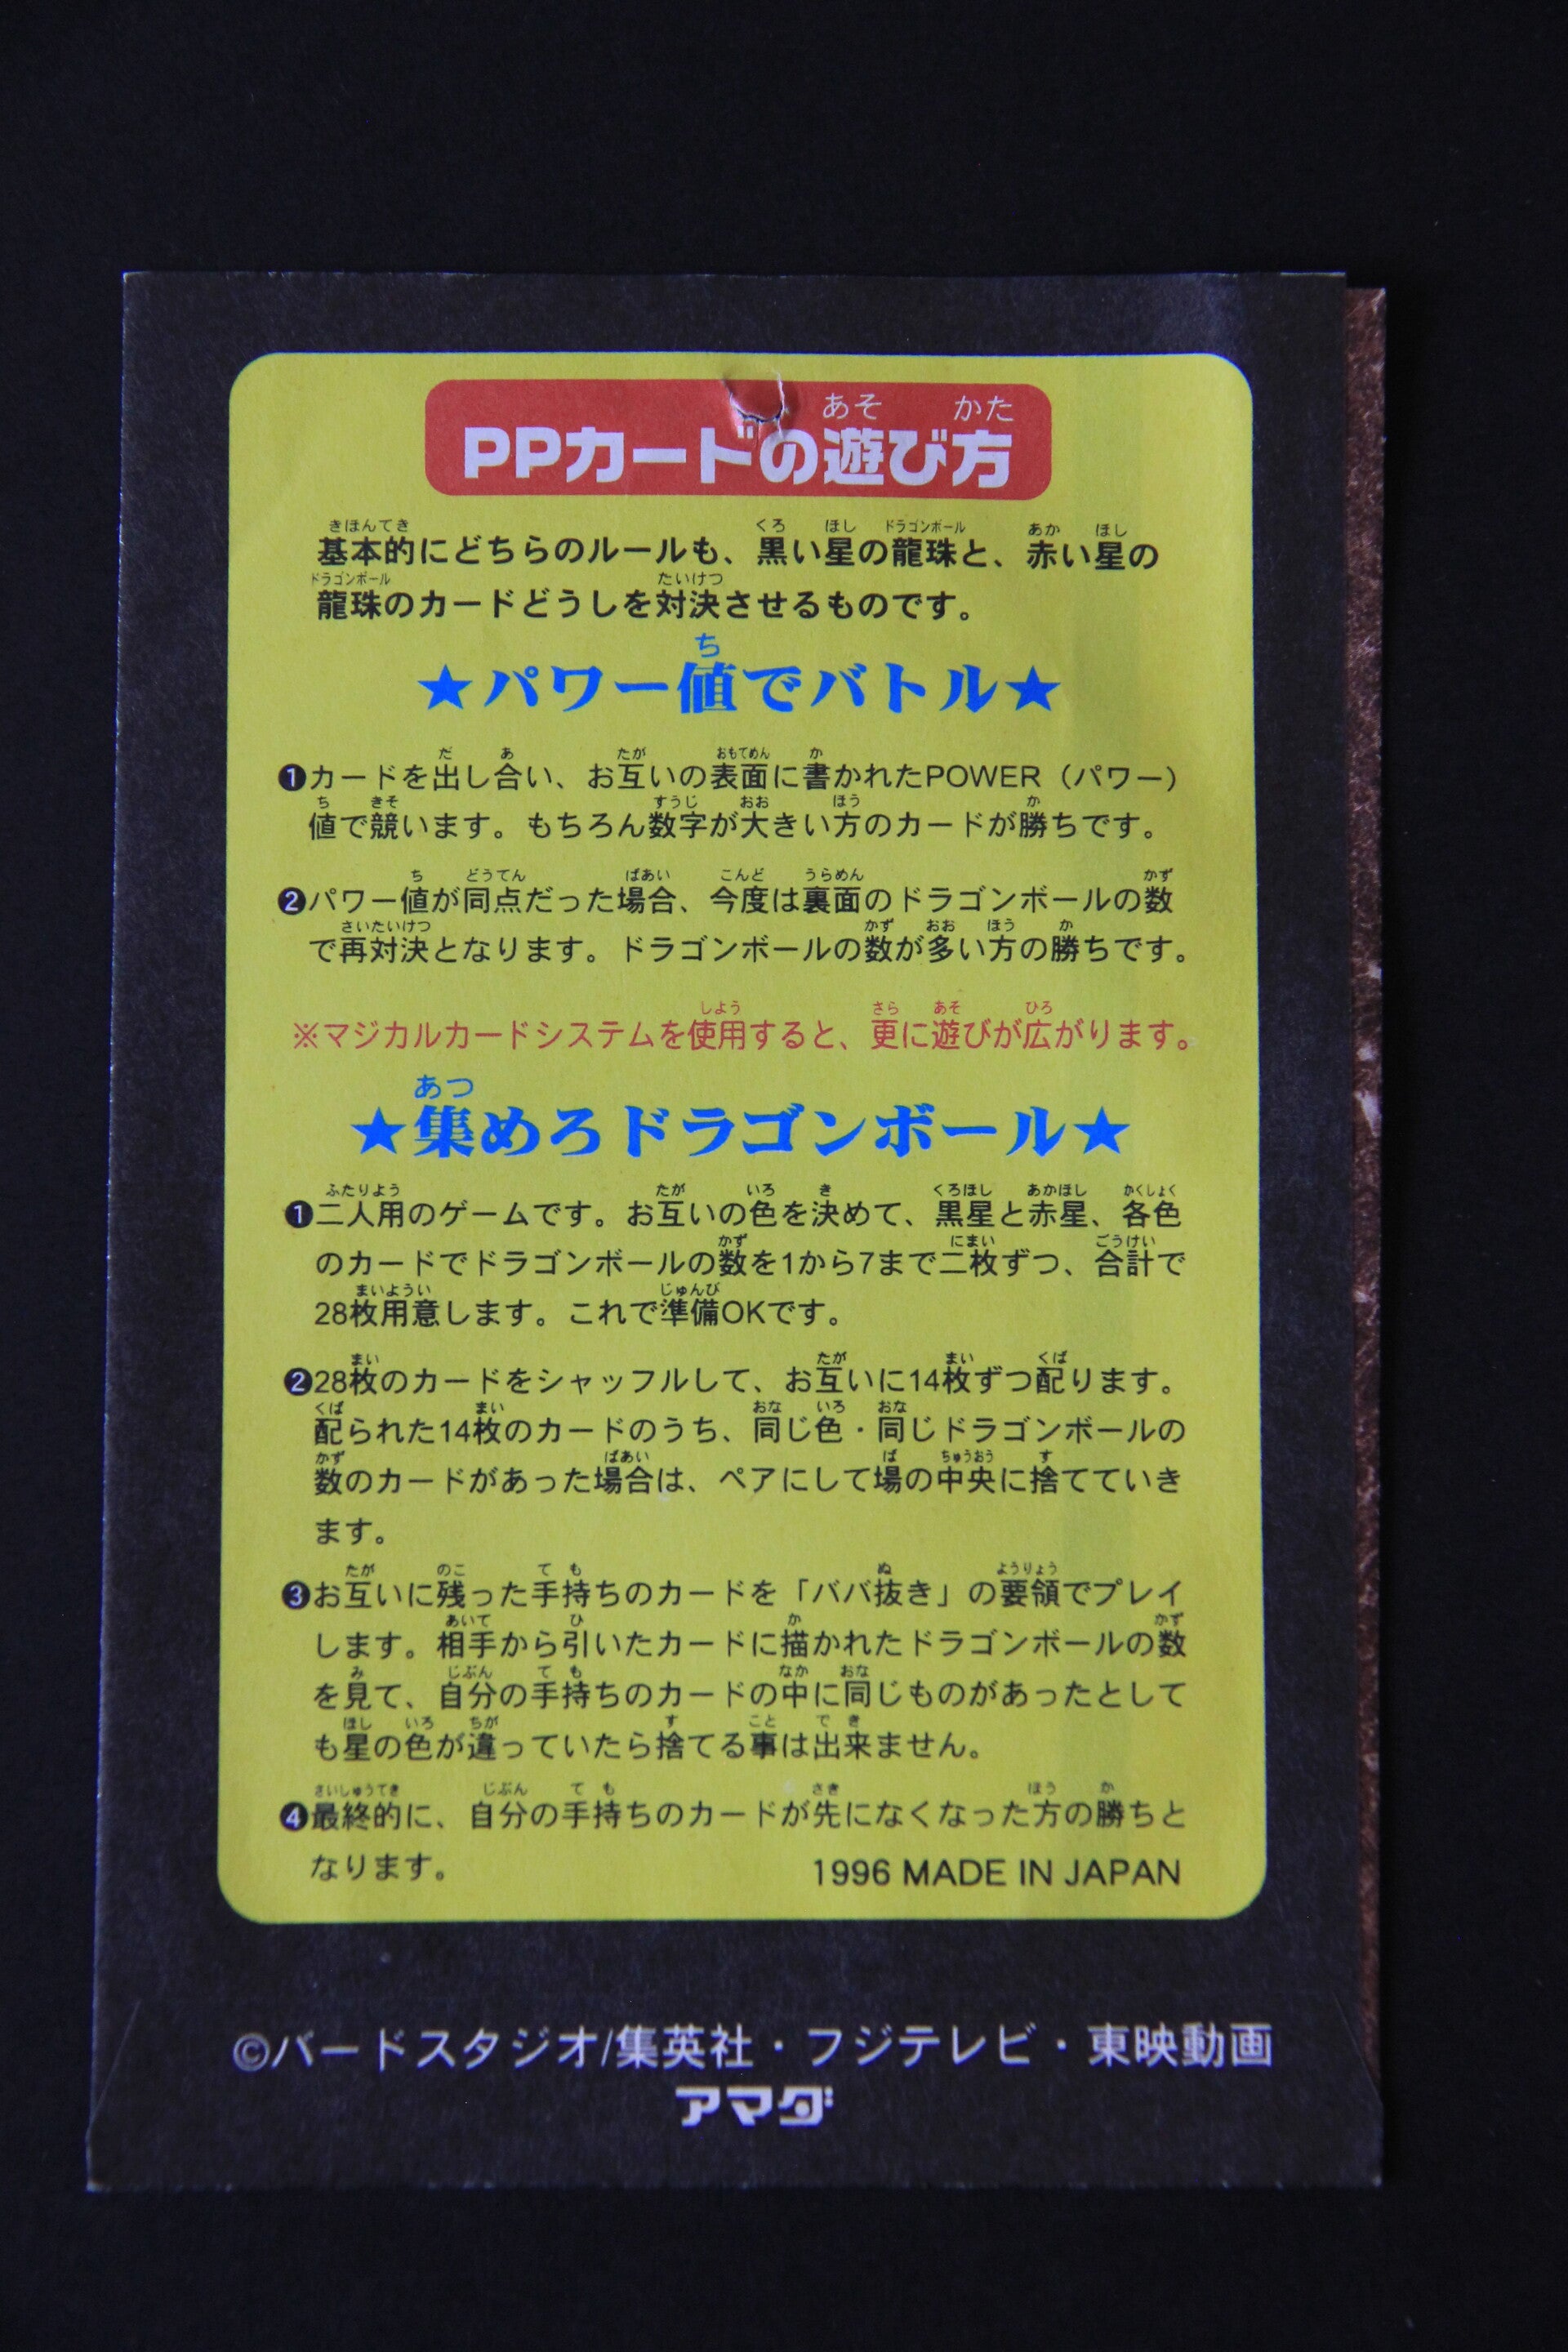 PPカードの遊び方
基本的にどちらのルールも、黒い星の龍珠と、赤い星の
龍珠のカードどうしを対決させるものです。
★パワー値でバトル★
❶カードを出し合い、お互いの表面に書かれたPOWER（パワー）
値で競います。もちろん数字が大きい方のカードが勝ちです。
❷パワー値が同点だった場合、今度は裏面のドラゴンボールの数
で再対決となります。ドラゴンボールの数が多い方の勝ちです。
※マジカルカードシステムを使用すると、更に遊びが広がります。
★集めろドラゴンボール★
❶二人用のゲームです。お互いの色を決めて、黒星と赤星、各色
のカードでドラゴンボールの数を1から7まで二枚ずつ、合計で
28枚用意します。これで準備OKです。
❷28枚のカードをシャッフルして、お互いに14枚ずつ配ります。
配られた14枚のカードのうち、同じ色・同じドラゴンボールの
数のカードがあった場合は、ペアにして場の中央に捨てていき
ます。
❸お互いに残った手持ちのカードを「ババ抜き」の要領でプレイ
します。相手から引いたカードに描かれたドラゴンボールの数
を見て、自分の手持ちのカードの中に同じものがあったとして
も星の色が違っていたら捨てる事は出来ません。
❹最終的に、自分の手持ちのカードが先になくなった方の勝ちと
なります。
1996 MADE IN JAPAN
©バードスタジオ/集英社・フジテレビ・東映動画
アマダ